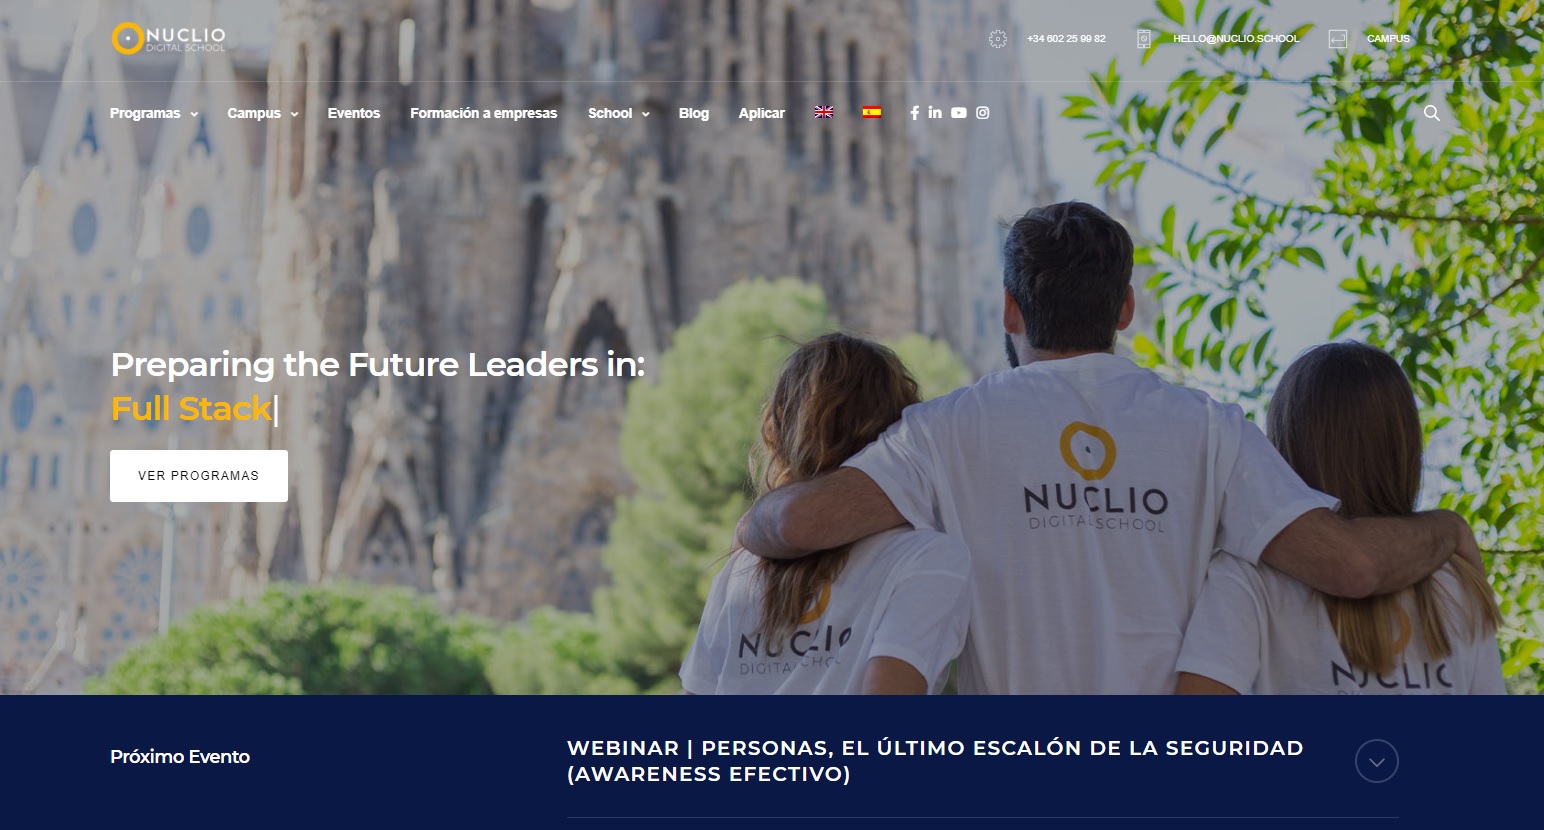 NUCLIO
DIGITAL SCHOOL
+34 602 25 99 82
HELLO@NUCLIO.SCHOOL
CAMPUS
Programas
Campus
Eventos
Formación a empresas
School
Blog
Aplicar
Preparing the Future Leaders in:
Full Stack
VER PROGRAMAS
NUCLIO
DIGITAL SCHOOL
NUCLIO
DIGITAL SCHOOL
NUCLIO
Próximo Evento
WEBINAR | PERSONAS, EL ÚLTIMO ESCALÓN DE LA SEGURIDAD
(AWARENESS EFECTIVO)